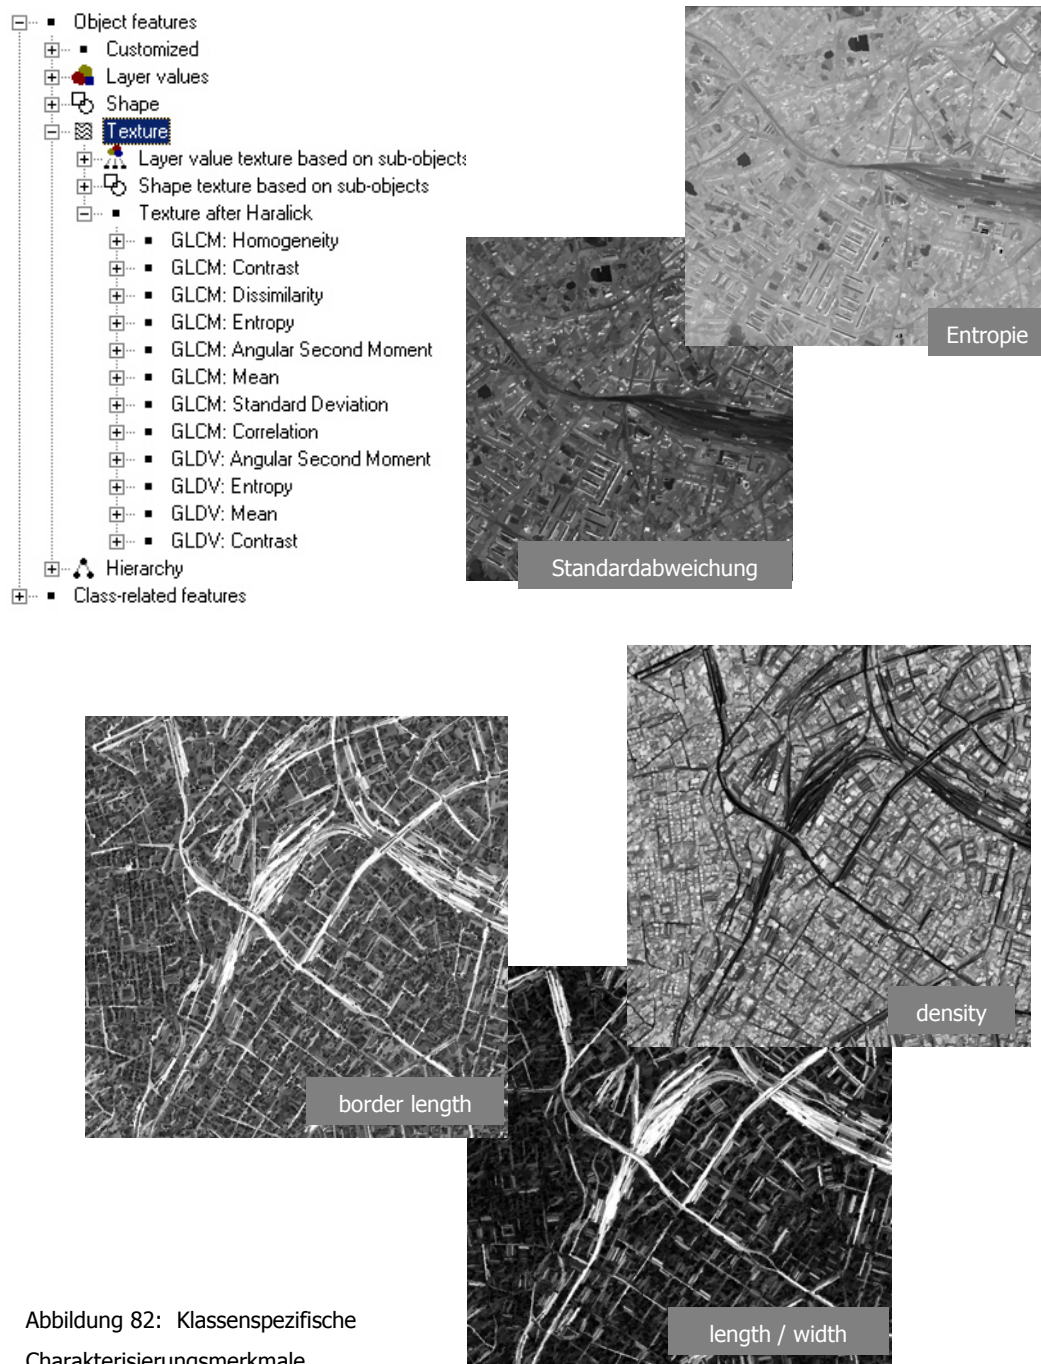 Object features
Customized
Layer values
Shape
Texture
Layer value texture based on sub-objects
Shape texture based on sub-objects
Texture after Haralick
GLCM: Homogeneity
GLCM: Contrast
GLCM: Dissimilarity
GLCM: Entropy
GLCM: Angular Second Moment
GLCM: Mean
GLCM: Standard Deviation
GLCM: Correlation
GLDV: Angular Second Moment
GLDV: Entropy
GLDV: Mean
GLDV: Contrast
Hierarchy
Class-related features
Entropie
Standardabweichung
density
border length
length / width
Abbildung 82: Klassenspezifische
Charakterisierungsmerkmale